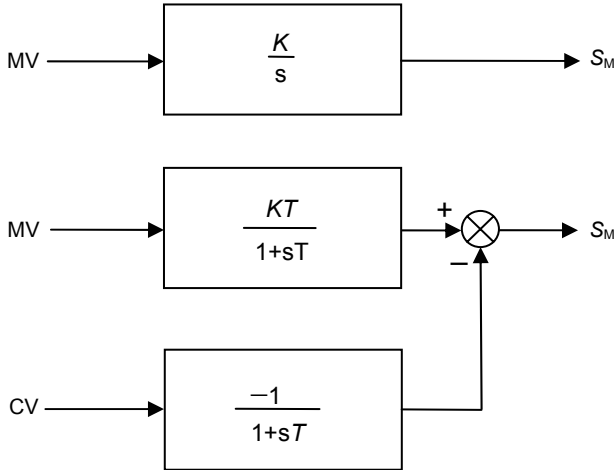 MV K/s S_M
MV KT/1+sT + S_M
−
CV −1/1+sT